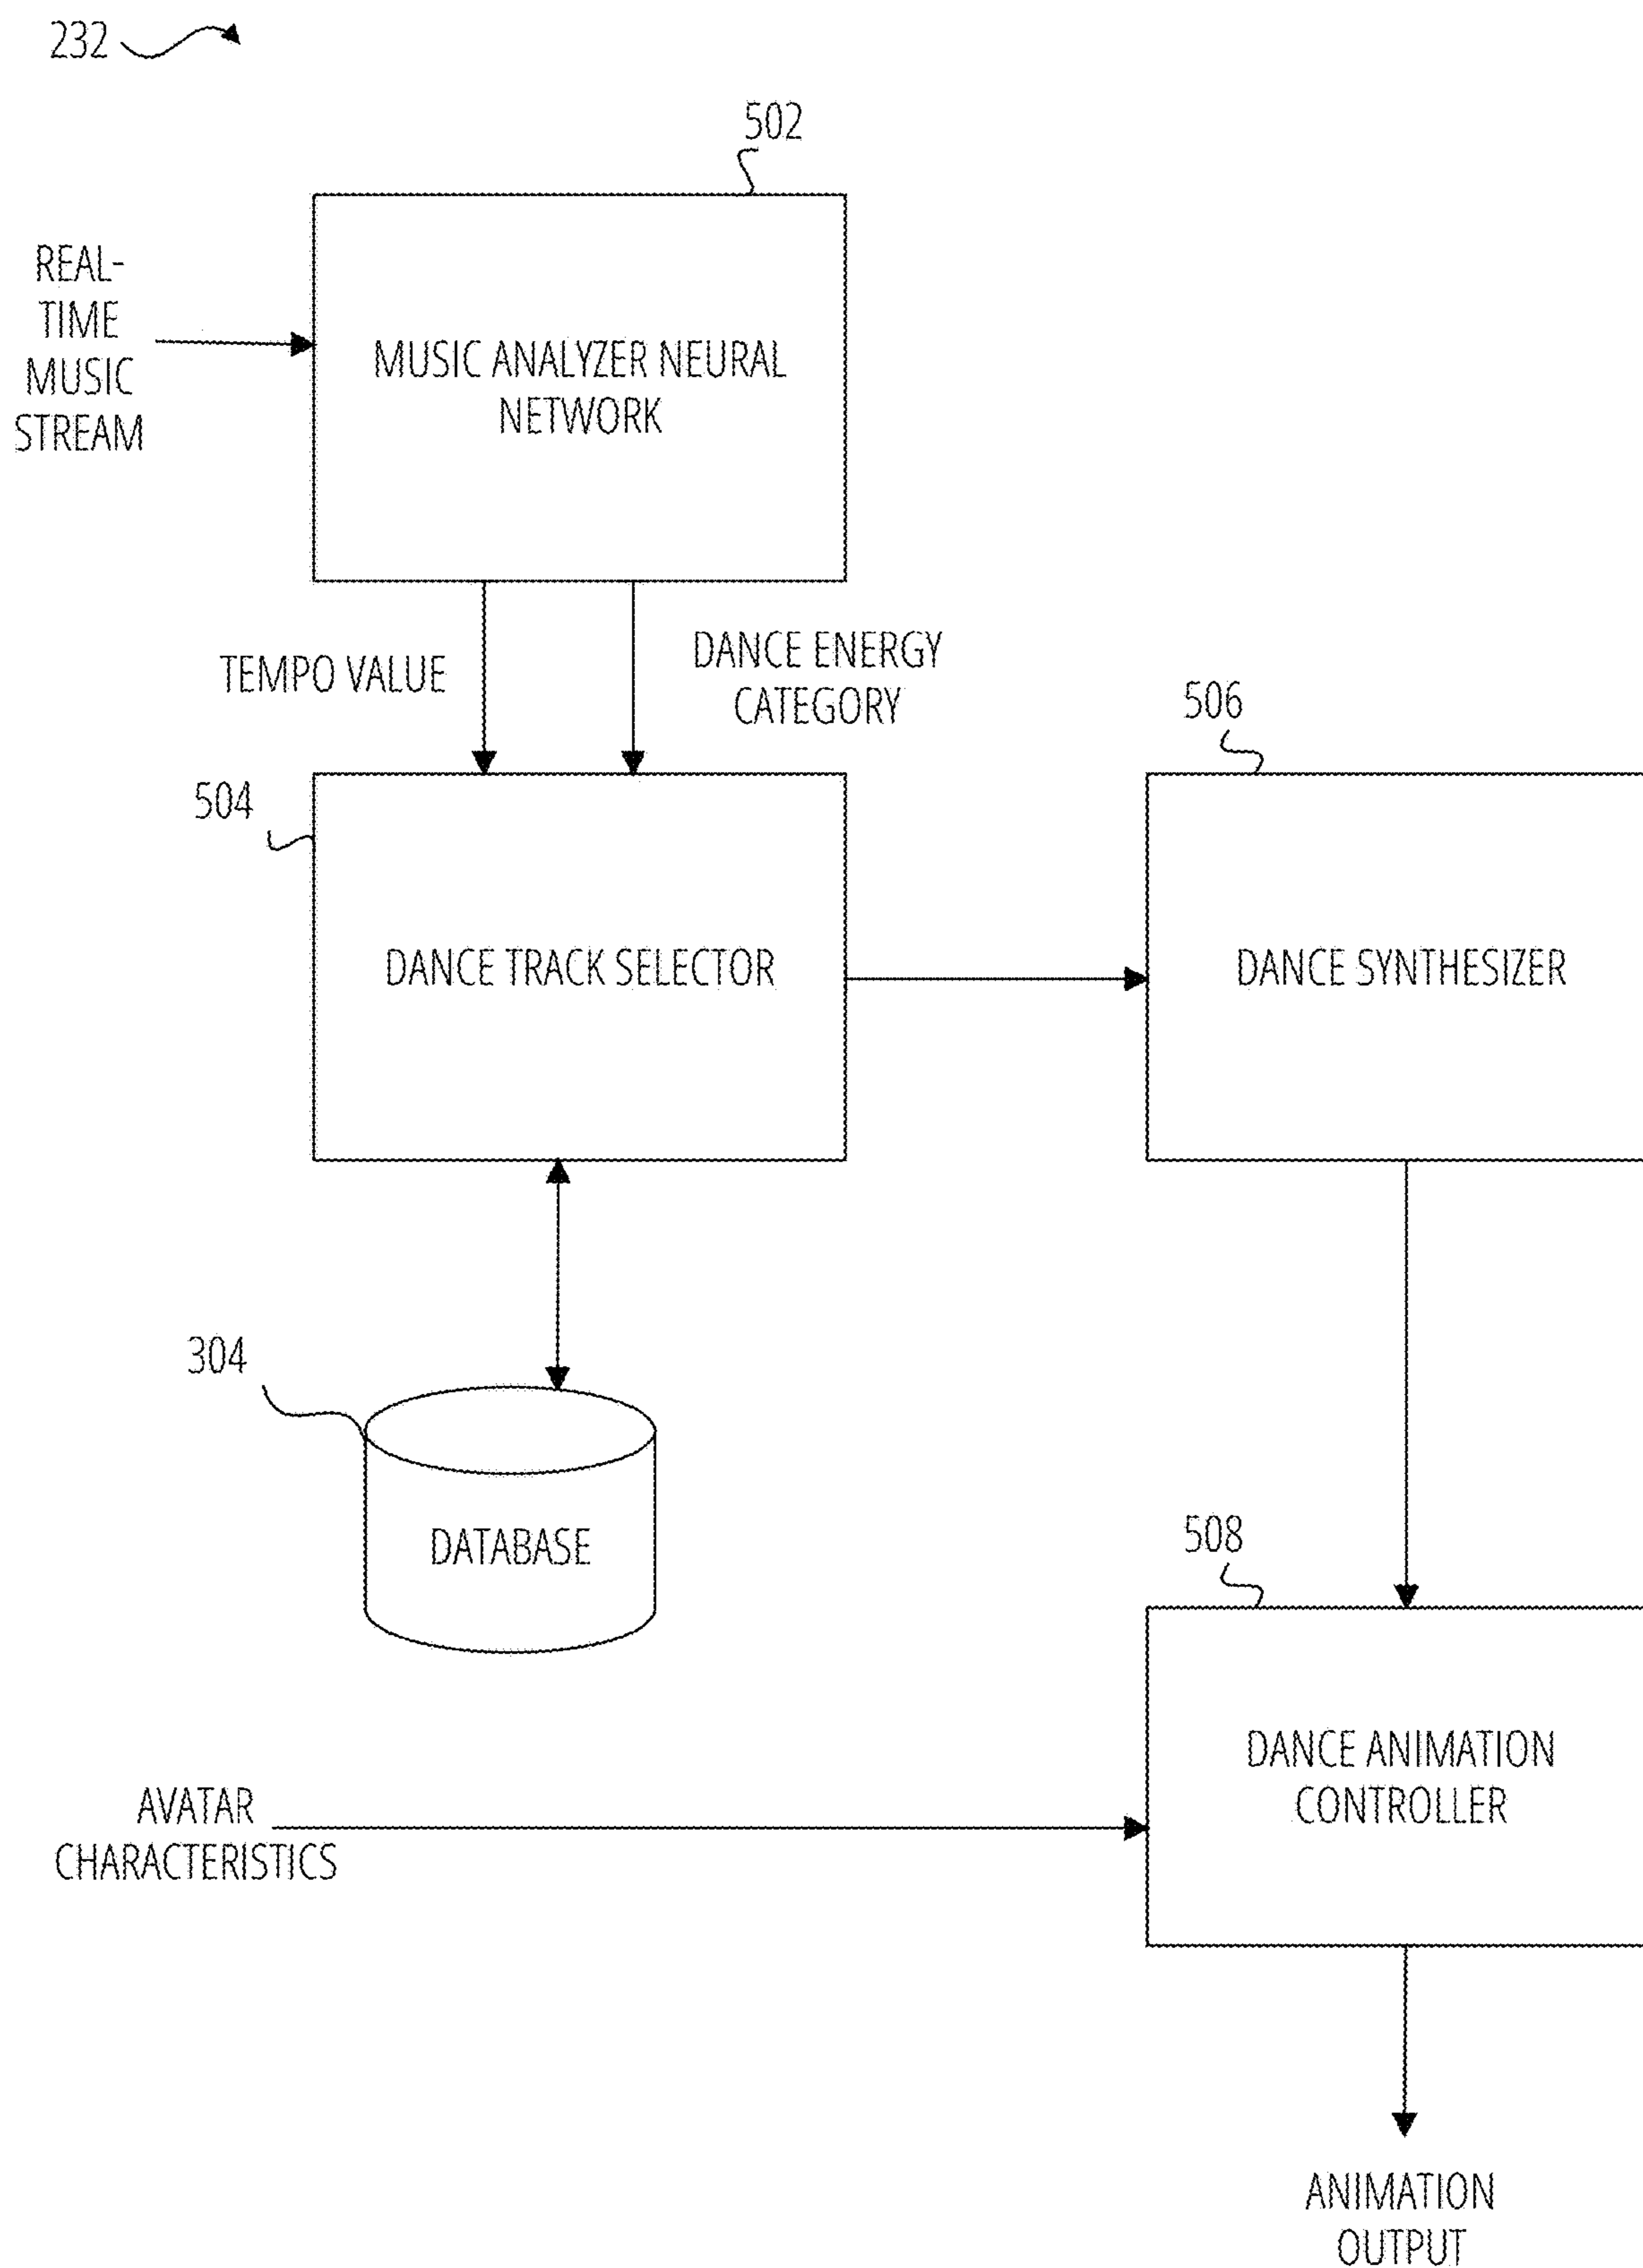 232
502
REAL-
TIME
MUSIC
STREAM
MUSIC ANALYZER NEURAL
NETWORK
TEMPO VALUE
DANCE ENERGY
CATEGORY
504
506
DANCE TRACK SELECTOR
DANCE SYNTHESIZER
304
DATABASE
508
DANCE ANIMATION
CONTROLLER
AVATAR
CHARACTERISTICS
ANIMATION
OUTPUT